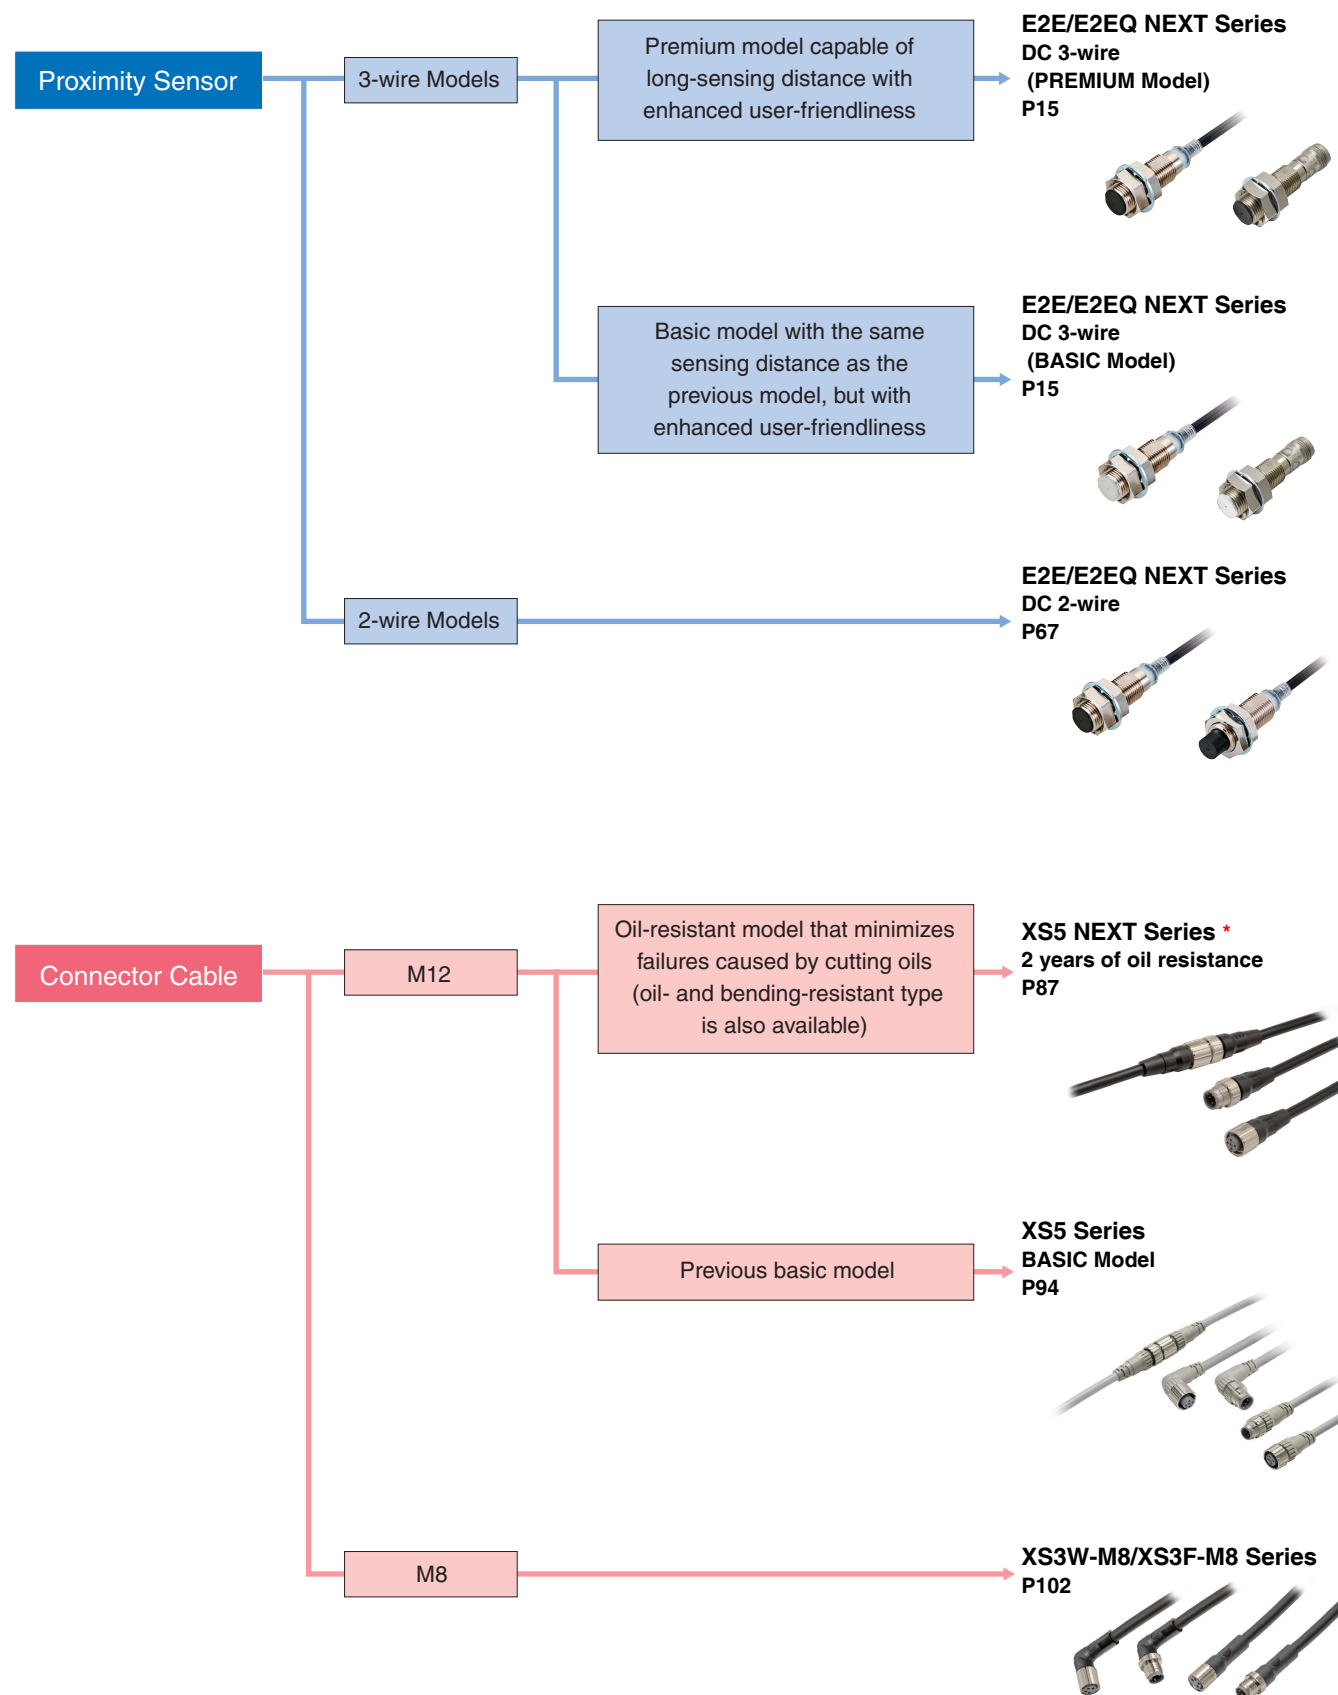 Proximity Sensor
3-wire Models
Premium model capable of
long-sensing distance with
enhanced user-friendliness
E2E/E2EQ NEXT Series
DC 3-wire
(PREMIUM Model)
P15
Basic model with the same
sensing distance as the
previous model, but with
enhanced user-friendliness
E2E/E2EQ NEXT Series
DC 3-wire
(BASIC Model)
P15
2-wire Models
E2E/E2EQ NEXT Series
DC 2-wire
P67
Connector Cable
M12
Oil-resistant model that minimizes
failures caused by cutting oils
(oil- and bending-resistant type
is also available)
XS5 NEXT Series *
2 years of oil resistance
P87
Previous basic model
XS5 Series
BASIC Model
P94
M8
XS3W-M8/XS3F-M8 Series
P102